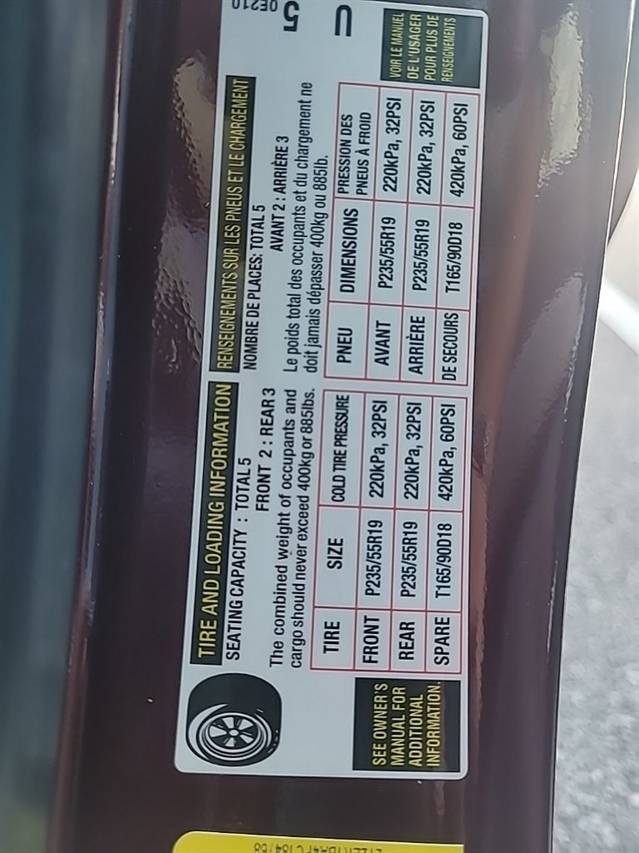 TIRE AND LOADING INFORMATION
SEATING CAPACITY : TOTAL 5
FRONT 2 : REAR 3
The combined weight of occupants and
cargo should never exceed 400kg or 885lbs.
TIRE SIZE COLD TIRE PRESSURE
FRONT P235/55R19 220kPa, 32PSI
REAR P235/55R19 220kPa, 32PSI
SPARE T165/90D18 420kPa, 60PSI
SEE OWNER'S
MANUAL FOR
ADDITIONAL
INFORMATION.
RENSEIGNEMENTS SUR LES PNEUS ET LE CHARGEMENT
NOMBRE DE PLACES: TOTAL 5
AVANT 2 : ARRIÈRE 3
Le poids total des occupants et du chargement ne
doit jamais dépasser 400kg ou 885lb.
PNEU DIMENSIONS PRESSION DES
PNEUS À FROID
AVANT P235/55R19 220kPa, 32PSI
ARRIÈRE P235/55R19 220kPa, 32PSI
DE SECOURS T165/90D18 420kPa, 60PSI
VOIR LE MANUEL
DE L'USAGER
POUR PLUS DE
RENSEIGNEMENTS
0E210
5
U